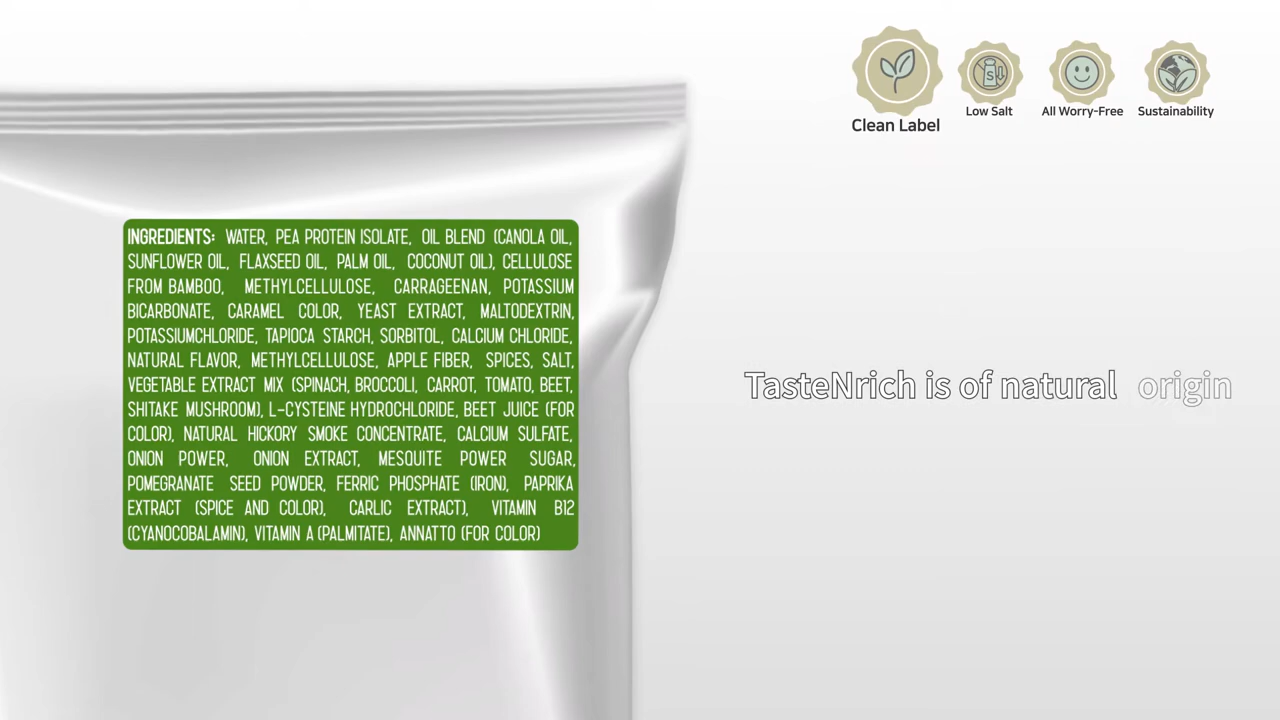 Clean Label
Low Salt
All Worry-Free
Sustainability
INGREDIENTS: WATER, PEA PROTEIN ISOLATE, OIL BLEND (CANOLA OIL,
SUNFLOWER OIL, FLAXSEED OIL, PALM OIL, COCONUT OIL), CELLULOSE
FROM BAMBOO, METHYLCELLULOSE, CARRAGEENAN, POTASSIUM
BICARBONATE, CARAMEL COLOR, YEAST EXTRACT, MALTODEXTRIN,
POTASSIUMCHLORIDE, TAPIOCA STARCH, SORBITOL, CALCIUM CHLORIDE,
NATURAL FLAVOR, METHYLCELLULOSE, APPLE FIBER, SPICES, SALT,
VEGETABLE EXTRACT MIX (SPINACH, BROCCOLI, CARROT, TOMATO, BEET,
SHITAKE MUSHROOM), L-CYSTEINE HYDROCHLORIDE, BEET JUICE (FOR
COLOR), NATURAL HICKORY SMOKE CONCENTRATE, CALCIUM SULFATE,
ONION POWER, ONION EXTRACT, MESQUITE POWER SUGAR,
POMEGRANATE SEED POWDER, FERRIC PHOSPHATE (IRON), PAPRIKA
EXTRACT (SPICE AND COLOR), CARLIC EXTRACT), VITAMIN B12
(CYANOCOBALAMIN), VITAMIN A (PALMITATE), ANNATTO (FOR COLOR)
TasteNrich is of natural origin